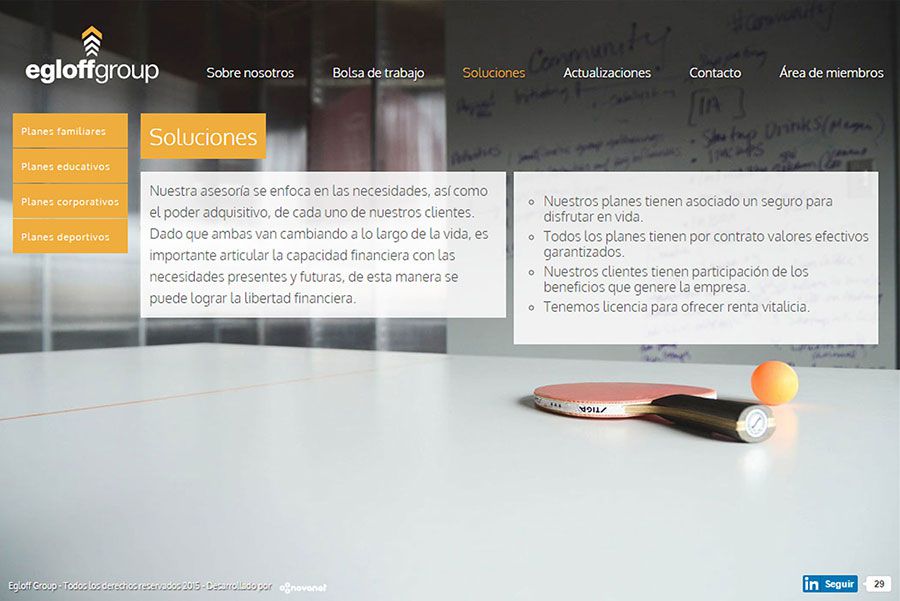 egloffgroup
Sobre nosotros
Bolsa de trabajo
Soluciones
Actualizaciones
Contacto
Área de miembros
Planes familiares
Planes educativos
Planes corporativos
Planes deportivos
Soluciones
Nuestra asesoría se enfoca en las necesidades, así como
el poder adquisitivo, de cada uno de nuestros clientes.
Dado que ambas van cambiando a lo largo de la vida, es
importante articular la capacidad financiera con las
necesidades presentes y futuras, de esta manera se
puede lograr la libertad financiera.
Nuestros planes tienen asociado un seguro para
disfrutar en vida.
Todos los planes tienen por contrato valores efectivos
garantizados.
Nuestros clientes tienen participación de los
beneficios que genere la empresa.
Tenemos licencia para ofrecer renta vitalicia.
Community
Startup Drinks
STIGA
Egloff Group - Todos los derechos reservados 2015 - Desarrollado por
in Seguir
29